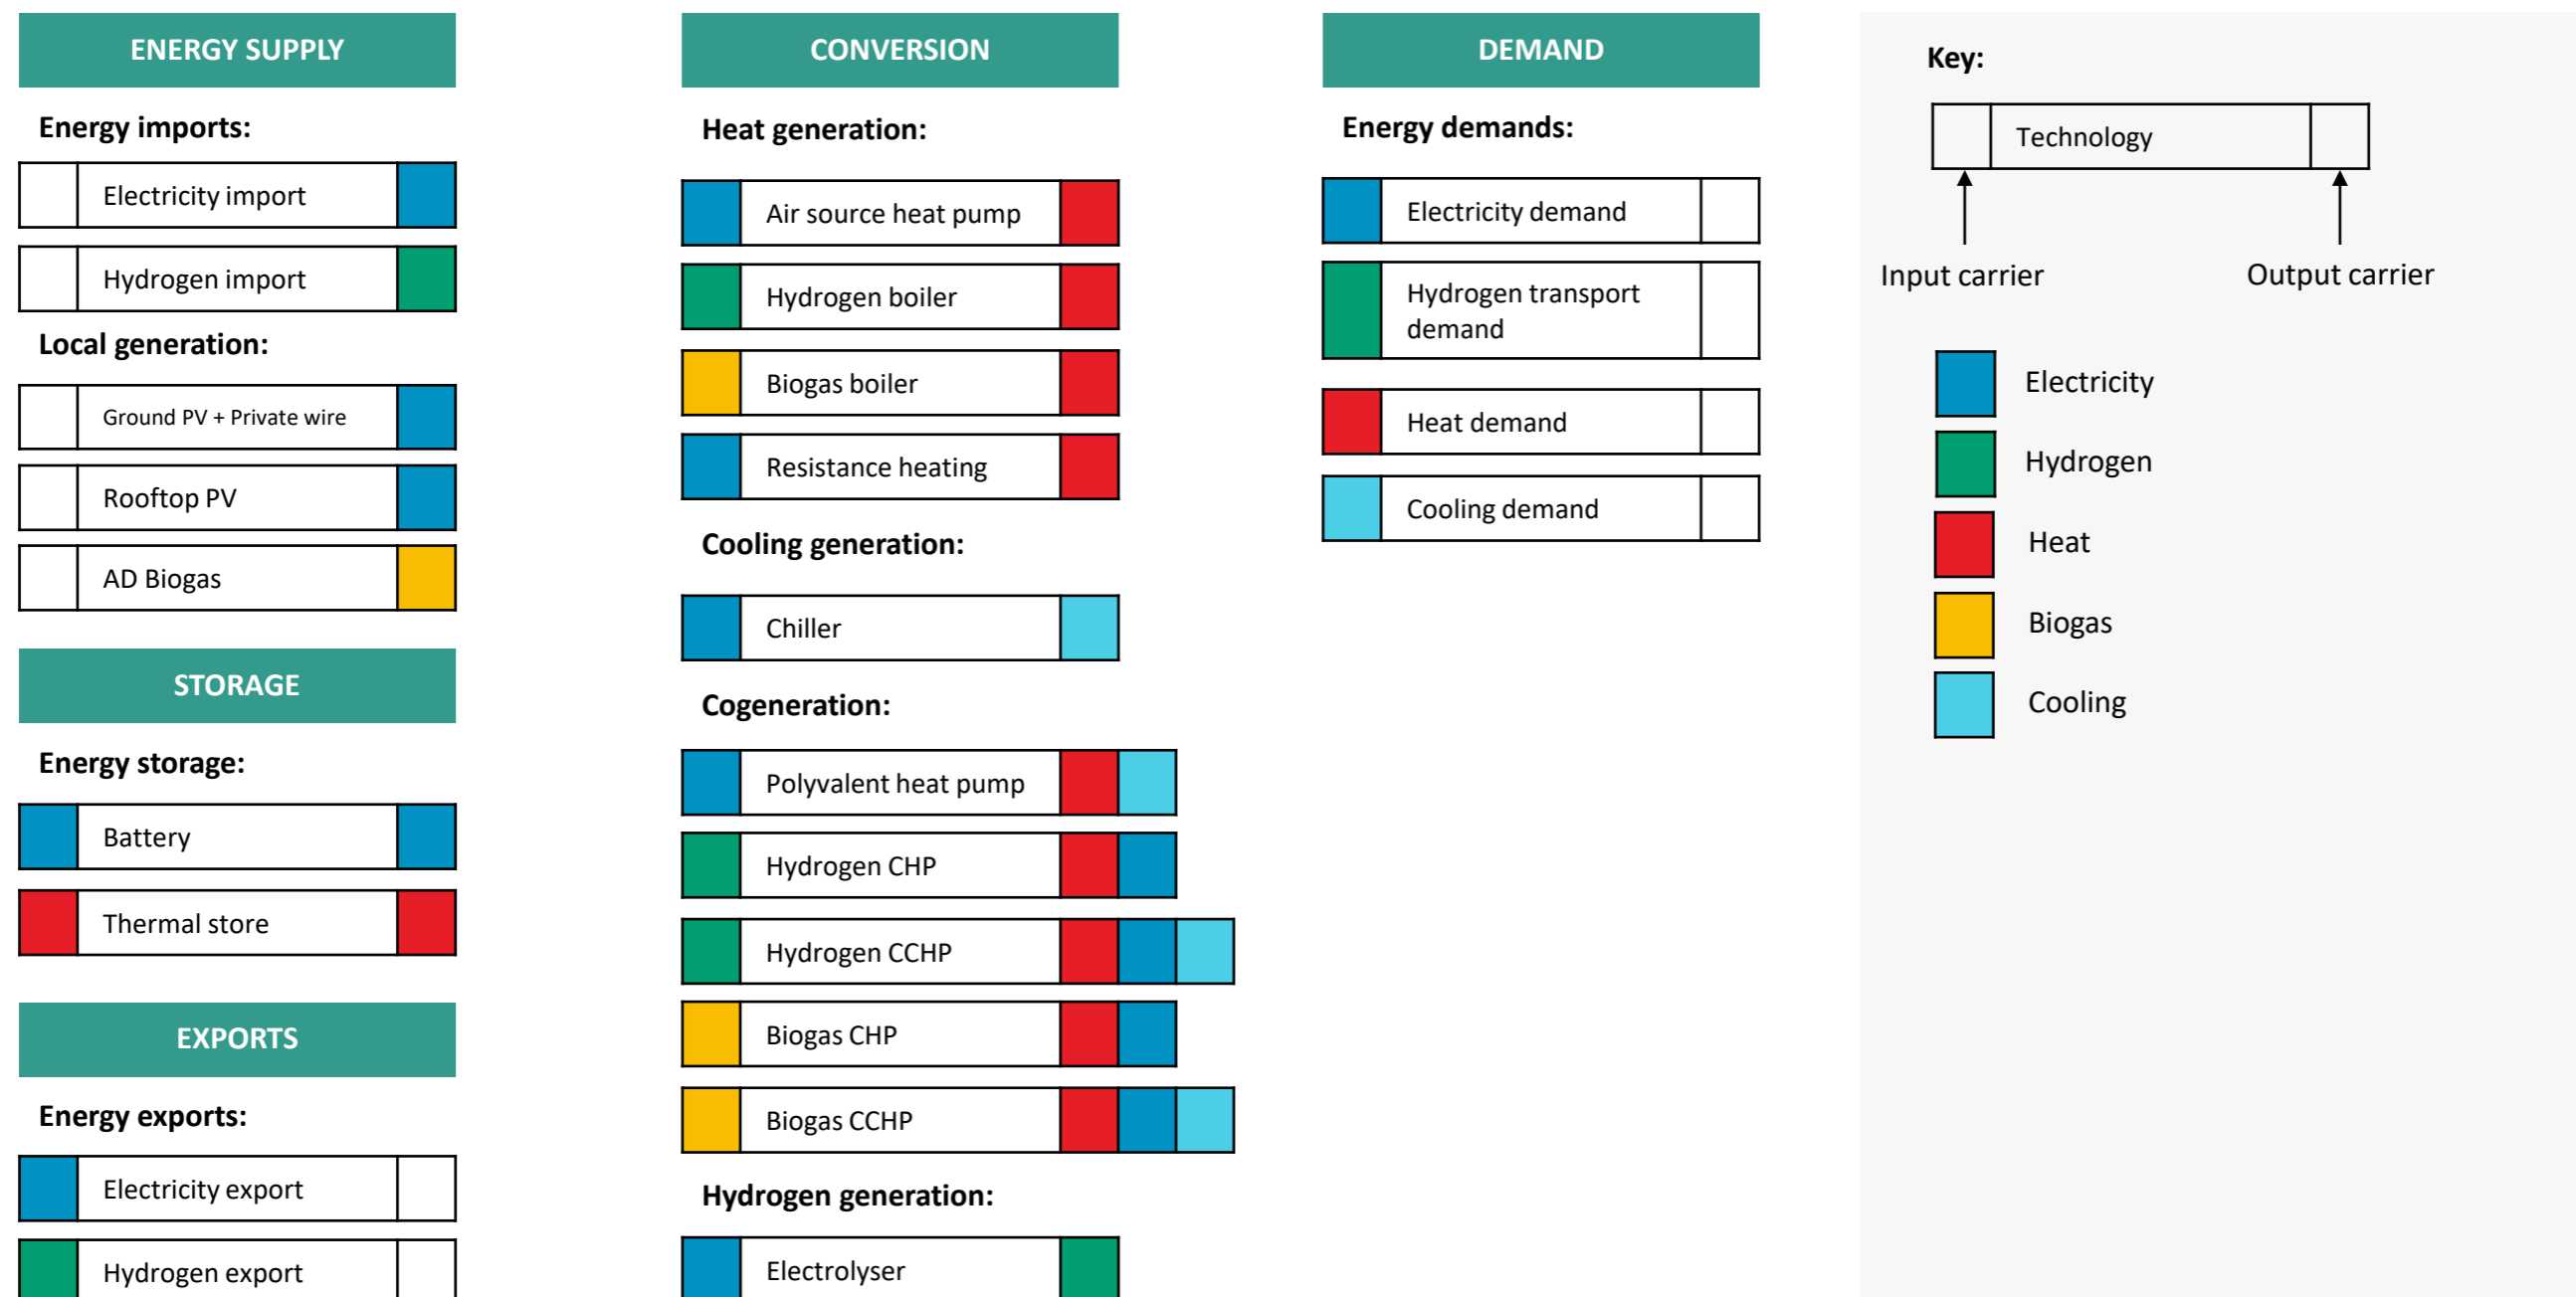 ENERGY SUPPLY
Energy imports:
Electricity import
Hydrogen import
Local generation:
Ground PV + Private wire
Rooftop PV
AD Biogas
STORAGE
Energy storage:
Battery
Thermal store
EXPORTS
Energy exports:
Electricity export
Hydrogen export
CONVERSION
Heat generation:
Air source heat pump
Hydrogen boiler
Biogas boiler
Resistance heating
Cooling generation:
Chiller
Cogeneration:
Polyvalent heat pump
Hydrogen CHP
Hydrogen CCHP
Biogas CHP
Biogas CCHP
Hydrogen generation:
Electrolyser
DEMAND
Energy demands:
Electricity demand
Hydrogen transport
demand
Heat demand
Cooling demand
Key:
Technology
Input carrier
Output carrier
Electricity
Hydrogen
Heat
Biogas
Cooling